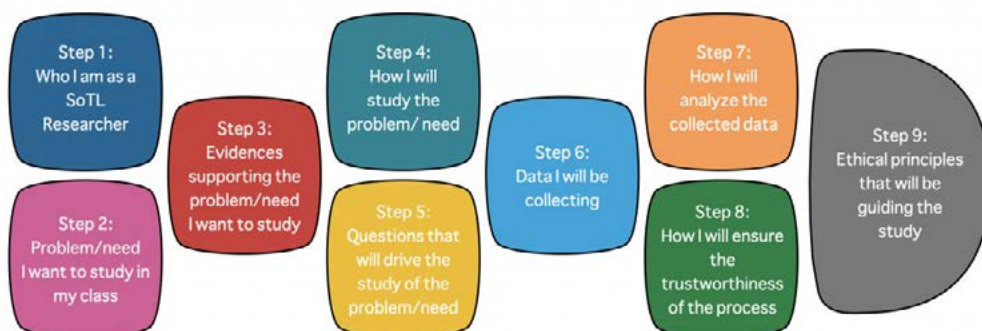 Step 1:
Who I am as a
SoTL
Researcher
Step 2:
Problem/need
I want to study in
my class
Step 3:
Evidences
supporting the
problem/need
I want to study
Step 4:
How I will
study the
problem/ need
Step 5:
Questions that
will drive the
study of the
problem/need
Step 6:
Data I will be
collecting
Step 7:
How I will
analyze the
collected data
Step 8:
How I will ensure
the
trustworthiness
of the process
Step 9:
Ethical principles
that will be
guiding the
study